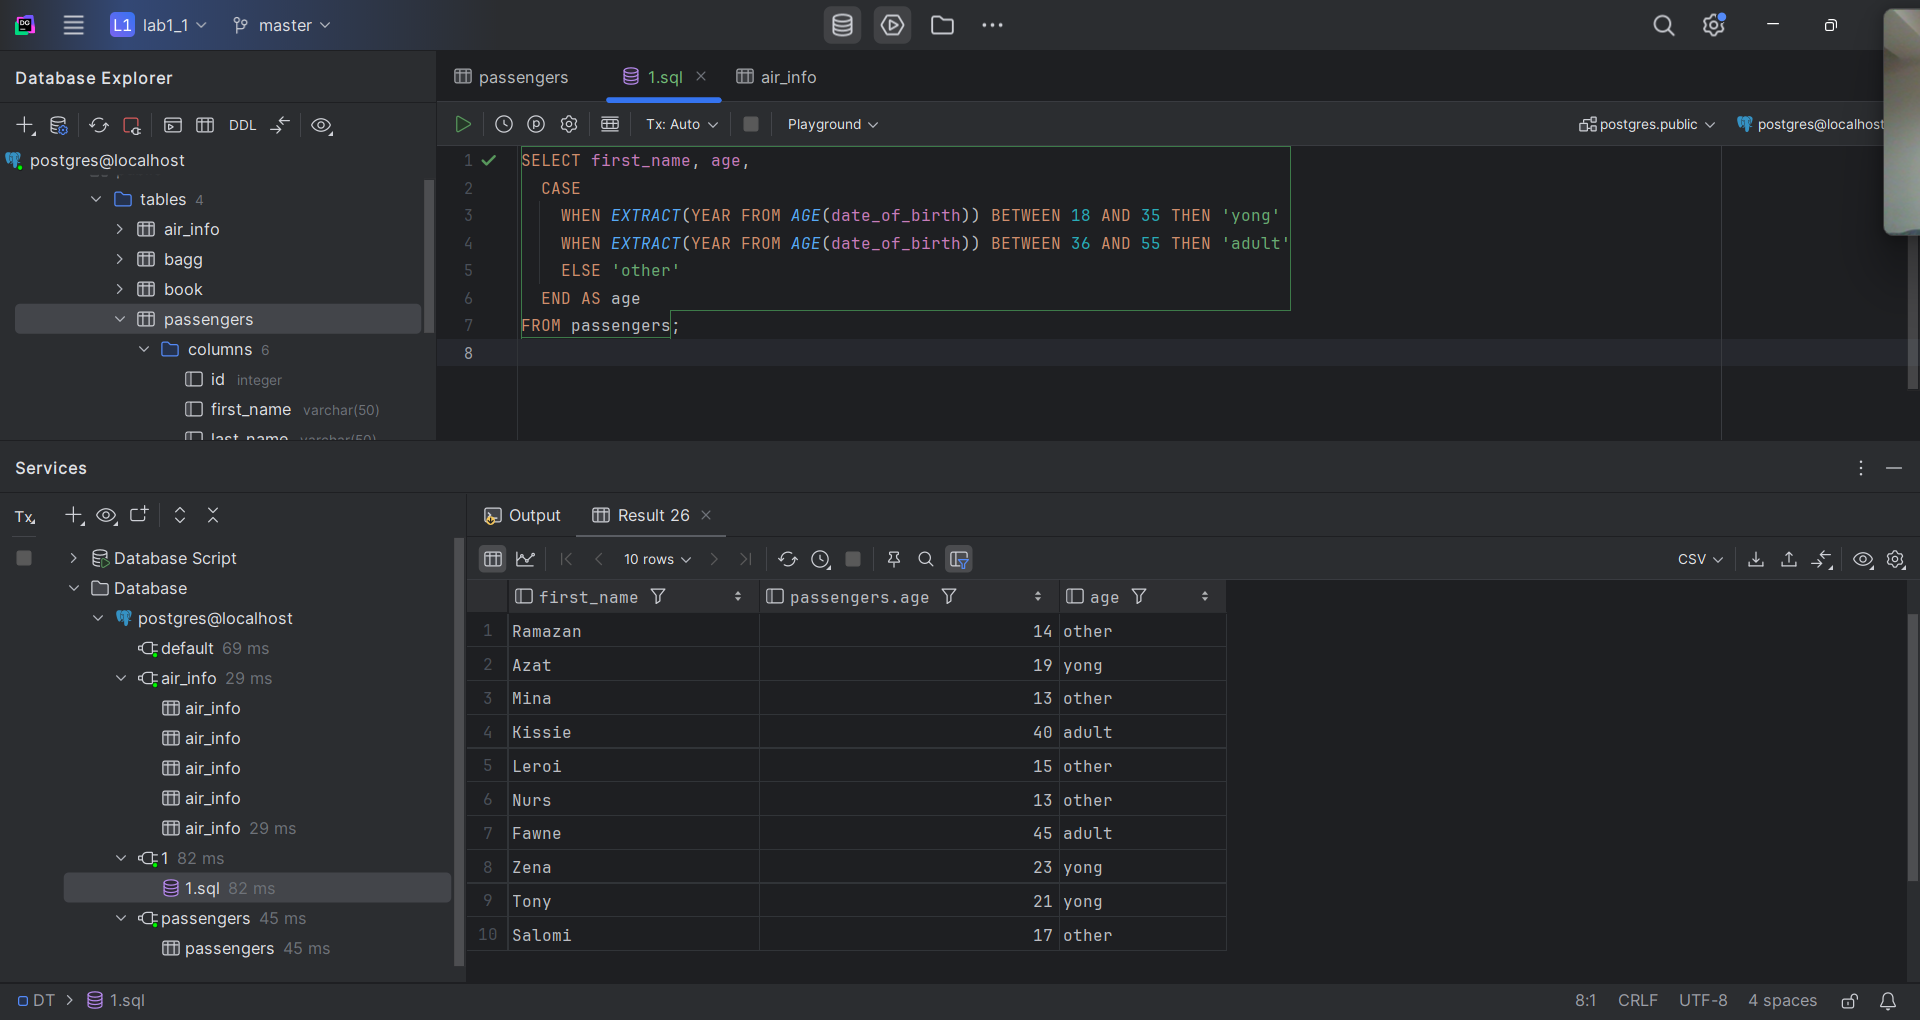 L1 lab1_1 master
Database Explorer
passengers 1.sql air_info
DDL
Tx: Auto Playground postgres.public postgres@localhost
postgres@localhost
tables 4
air_info
bagg
book
passengers
columns 6
id integer
first_name varchar(50)
last_name varchar(50)
1 SELECT first_name, age,
2 CASE
3 WHEN EXTRACT(YEAR FROM AGE(date_of_birth)) BETWEEN 18 AND 35 THEN 'yong'
4 WHEN EXTRACT(YEAR FROM AGE(date_of_birth)) BETWEEN 36 AND 55 THEN 'adult'
5 ELSE 'other'
6 END AS age
7 FROM passengers;
8
Services
Tx
Database Script
Database
postgres@localhost
default 69 ms
air_info 29 ms
air_info
air_info
air_info
air_info
air_info 29 ms
1 82 ms
1.sql 82 ms
passengers 45 ms
passengers 45 ms
Output Result 26
10 rows CSV
first_name passengers.age age
1 Ramazan 14 other
2 Azat 19 yong
3 Mina 13 other
4 Kissie 40 adult
5 Leroi 15 other
6 Nurs 13 other
7 Fawne 45 adult
8 Zena 23 yong
9 Tony 21 yong
10 Salomi 17 other
DT 1.sql
8:1 CRLF UTF-8 4 spaces